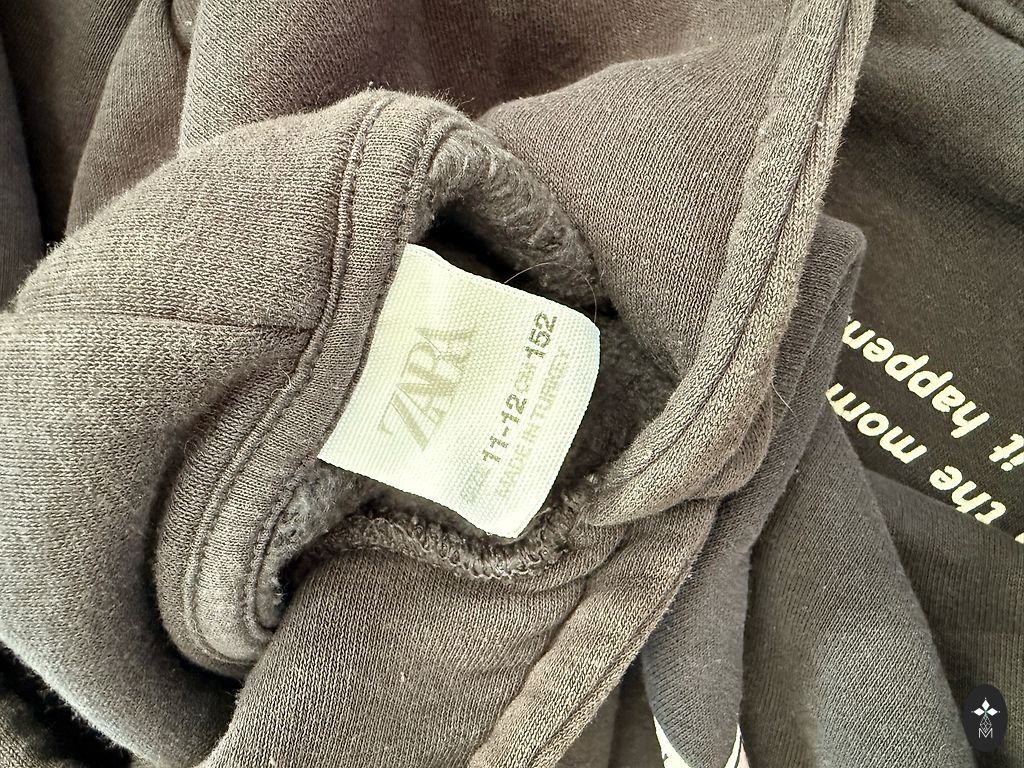 ZARA
11-12 CM 152
MADE IN TURKEY
the mom
it happen